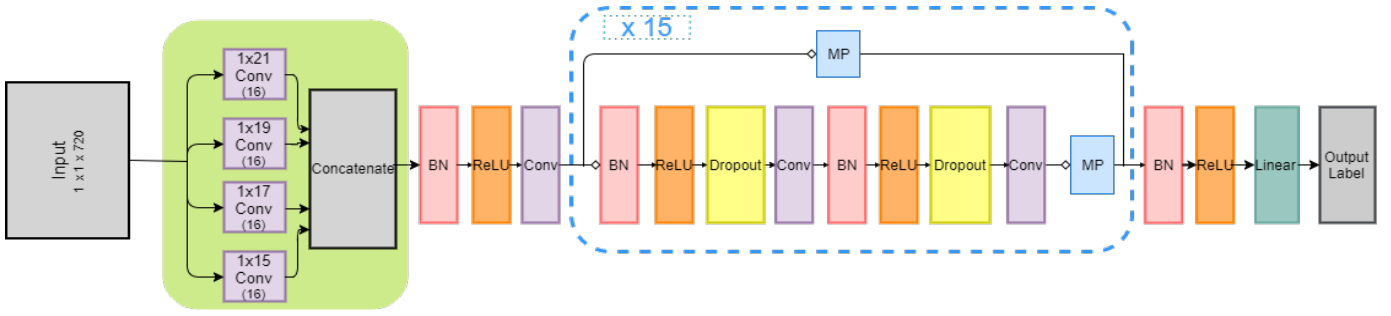 Input
1 x 1 x 720
1x21
Conv
(16)
1x19
Conv
(16)
1x17
Conv
(16)
1x15
Conv
(16)
Concatenate
BN
ReLU
Conv
x 15
MP
BN
ReLU
Dropout
Conv
BN
ReLU
Dropout
Conv
MP
BN
ReLU
Linear
Output
Label